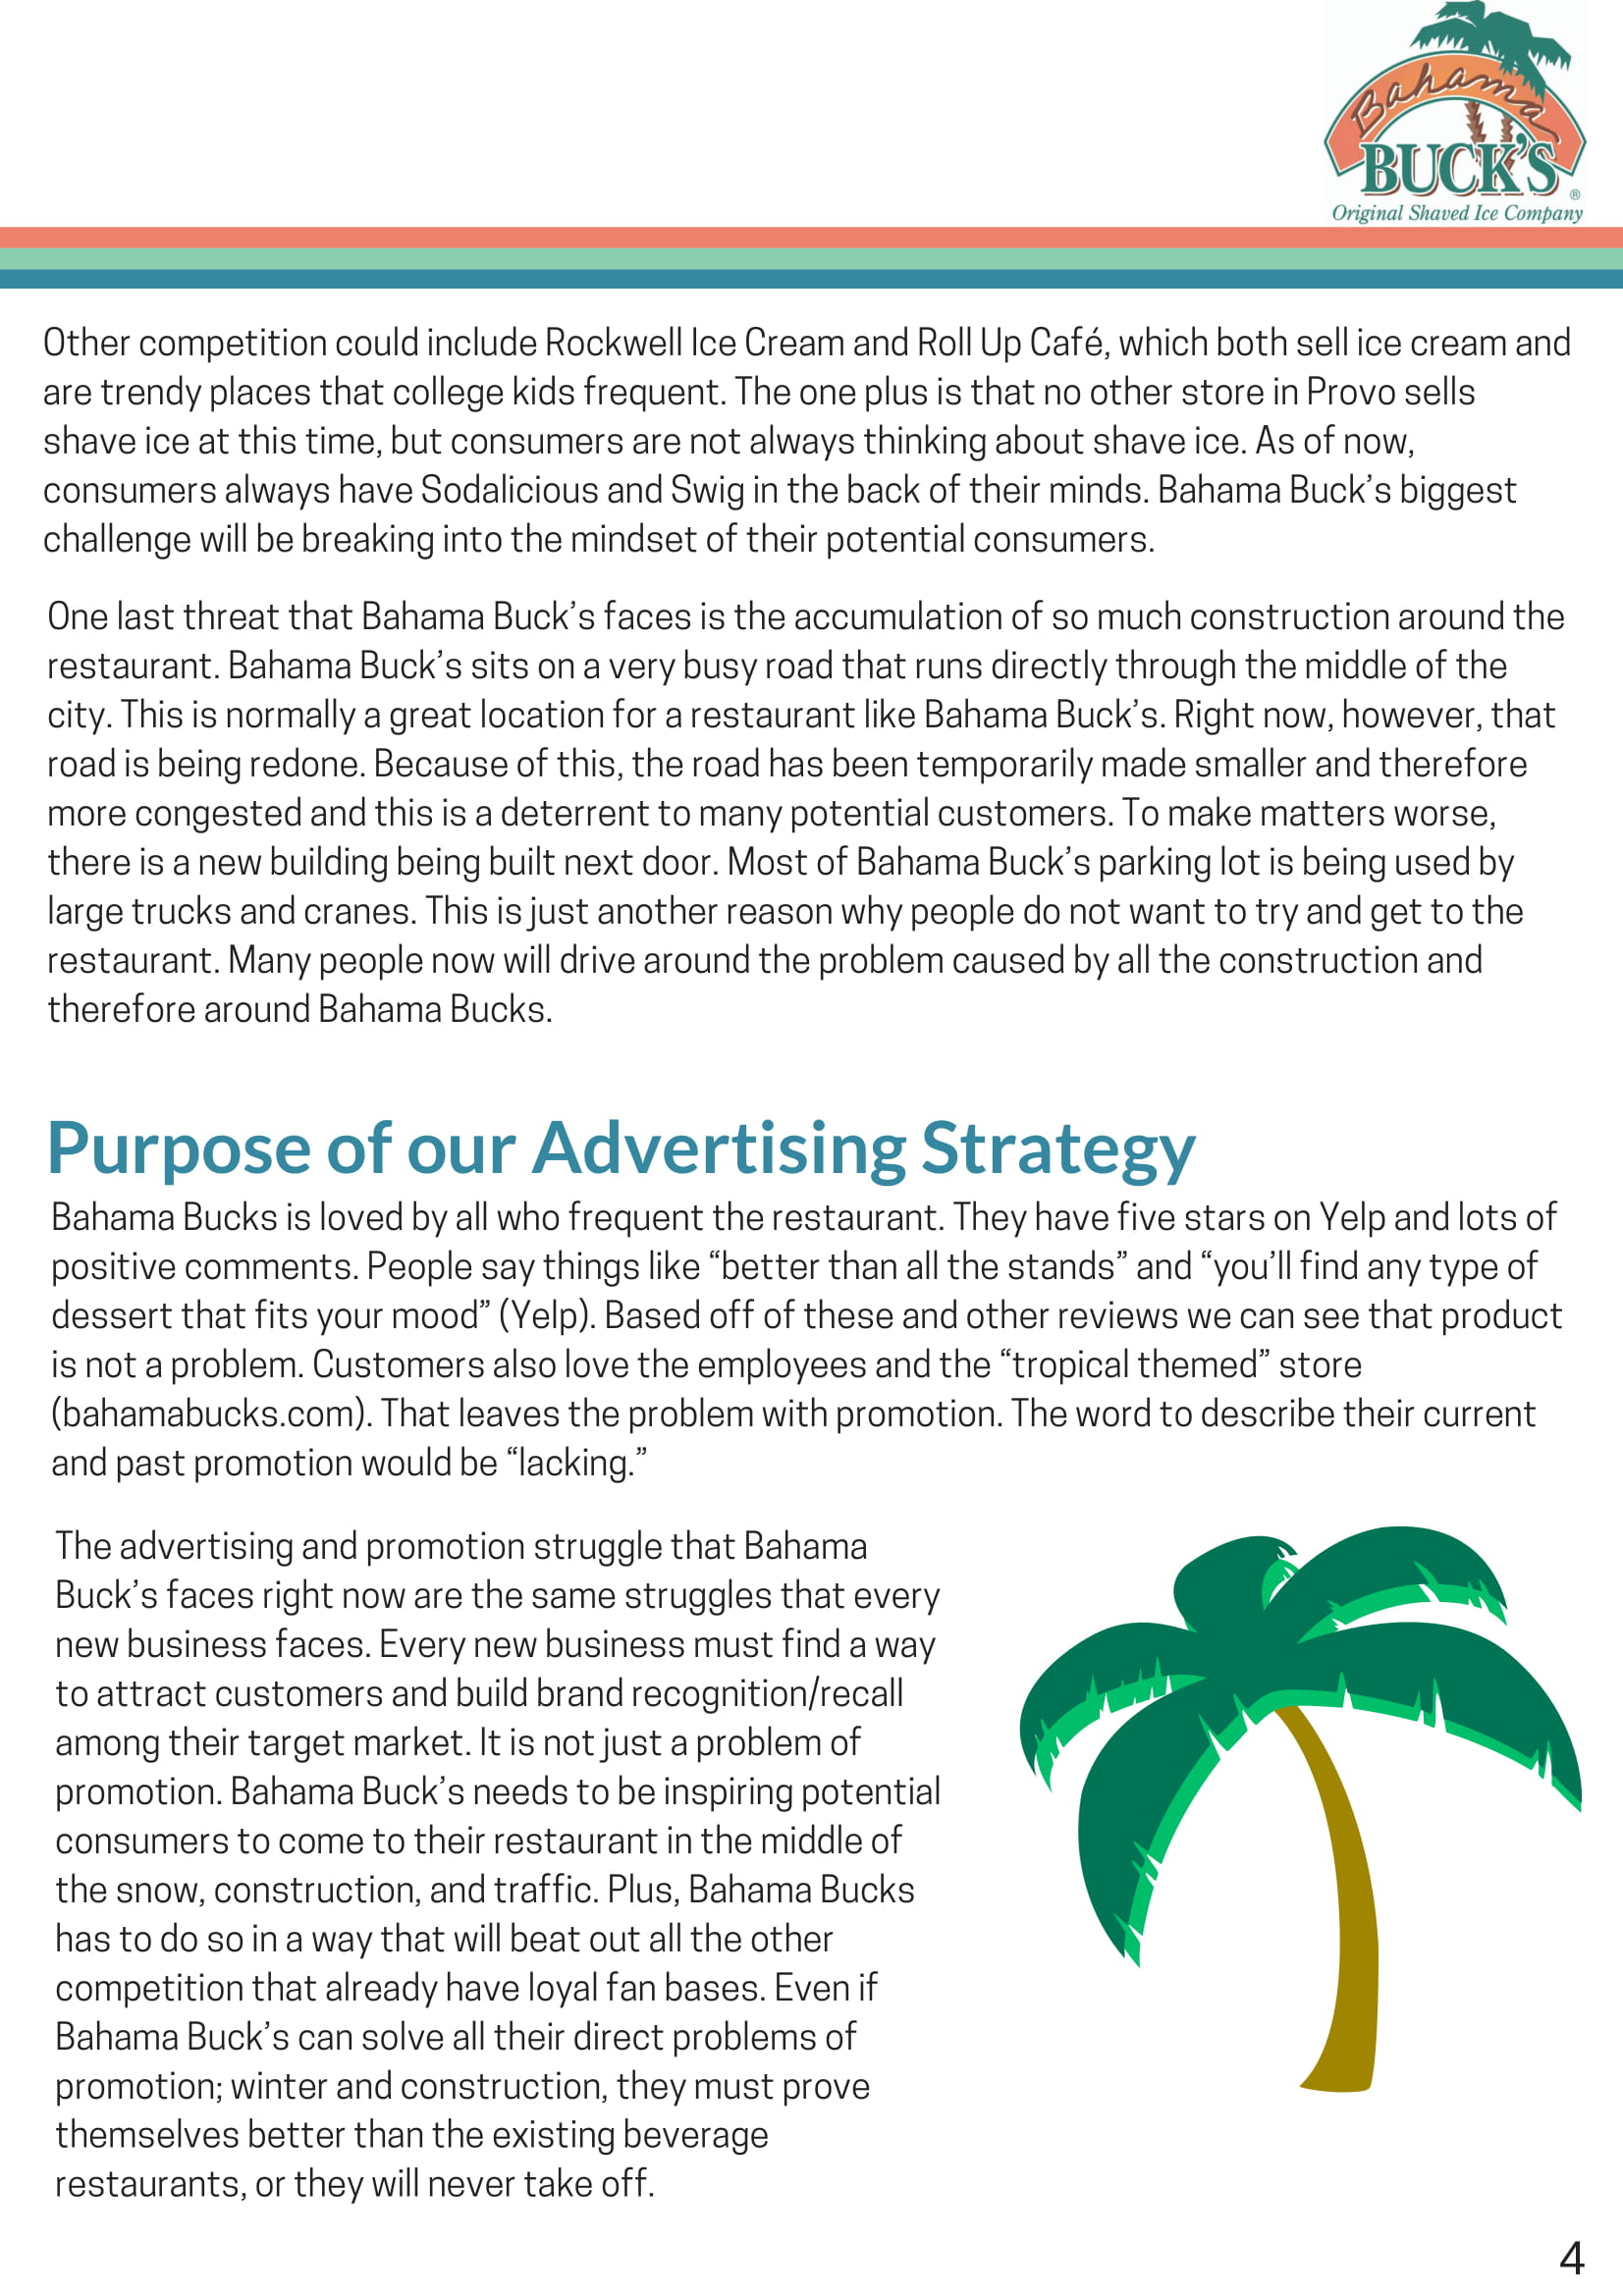 Bahama
BUCK'S ®
Original Shaved Ice Company
Other competition could include Rockwell Ice Cream and Roll Up Café, which both sell ice cream and
are trendy places that college kids frequent. The one plus is that no other store in Provo sells
shave ice at this time, but consumers are not always thinking about shave ice. As of now,
consumers always have Sodalicious and Swig in the back of their minds. Bahama Buck’s biggest
challenge will be breaking into the mindset of their potential consumers.
One last threat that Bahama Buck’s faces is the accumulation of so much construction around the
restaurant. Bahama Buck’s sits on a very busy road that runs directly through the middle of the
city. This is normally a great location for a restaurant like Bahama Buck’s. Right now, however, that
road is being redone. Because of this, the road has been temporarily made smaller and therefore
more congested and this is a deterrent to many potential customers. To make matters worse,
there is a new building being built next door. Most of Bahama Buck’s parking lot is being used by
large trucks and cranes. This is just another reason why people do not want to try and get to the
restaurant. Many people now will drive around the problem caused by all the construction and
therefore around Bahama Bucks.
Purpose of our Advertising Strategy
Bahama Bucks is loved by all who frequent the restaurant. They have five stars on Yelp and lots of
positive comments. People say things like “better than all the stands” and “you’ll find any type of
dessert that fits your mood” (Yelp). Based off of these and other reviews we can see that product
is not a problem. Customers also love the employees and the “tropical themed” store
(bahamabucks.com). That leaves the problem with promotion. The word to describe their current
and past promotion would be “lacking.”
The advertising and promotion struggle that Bahama
Buck’s faces right now are the same struggles that every
new business faces. Every new business must find a way
to attract customers and build brand recognition/recall
among their target market. It is not just a problem of
promotion. Bahama Buck’s needs to be inspiring potential
consumers to come to their restaurant in the middle of
the snow, construction, and traffic. Plus, Bahama Bucks
has to do so in a way that will beat out all the other
competition that already have loyal fan bases. Even if
Bahama Buck’s can solve all their direct problems of
promotion; winter and construction, they must prove
themselves better than the existing beverage
restaurants, or they will never take off.
4